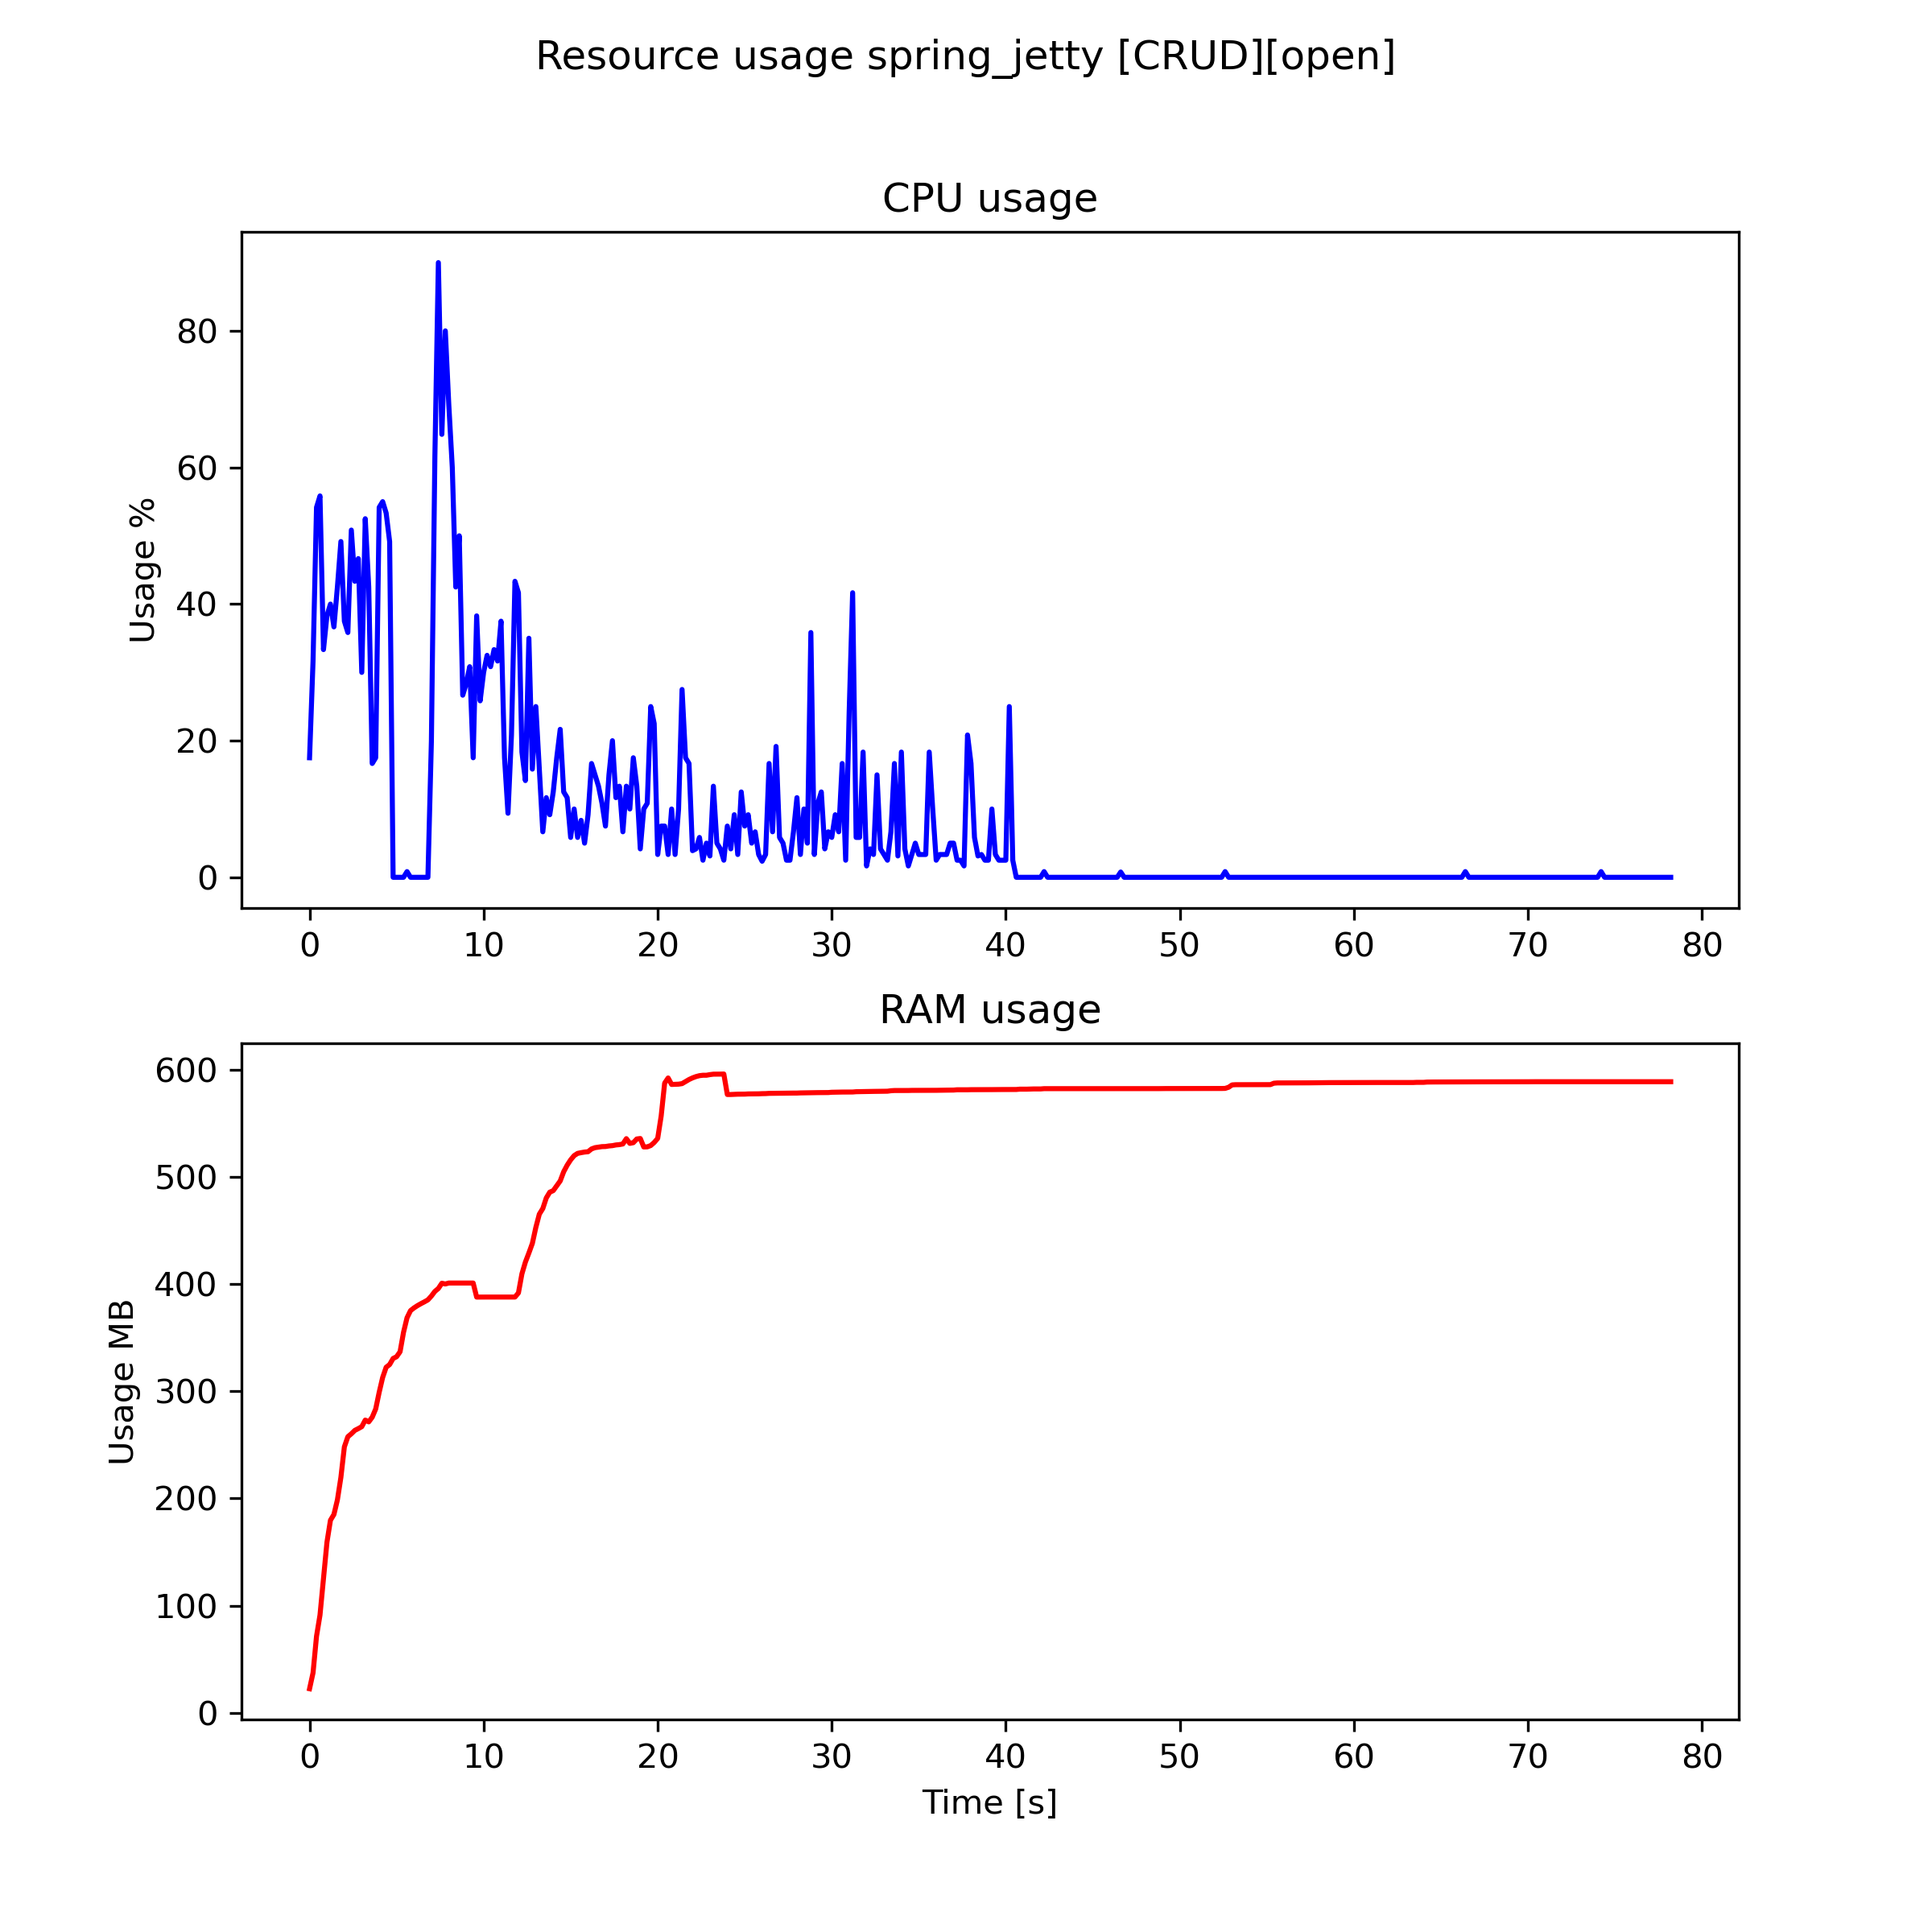 Resource usage spring_jetty [CRUD][open]
CPU usage
Usage %
80
60
40
20
0
0 10 20 30 40 50 60 70 80
RAM usage
Usage MB
600
500
400
300
200
100
0
0 10 20 30 40 50 60 70 80
Time [s]